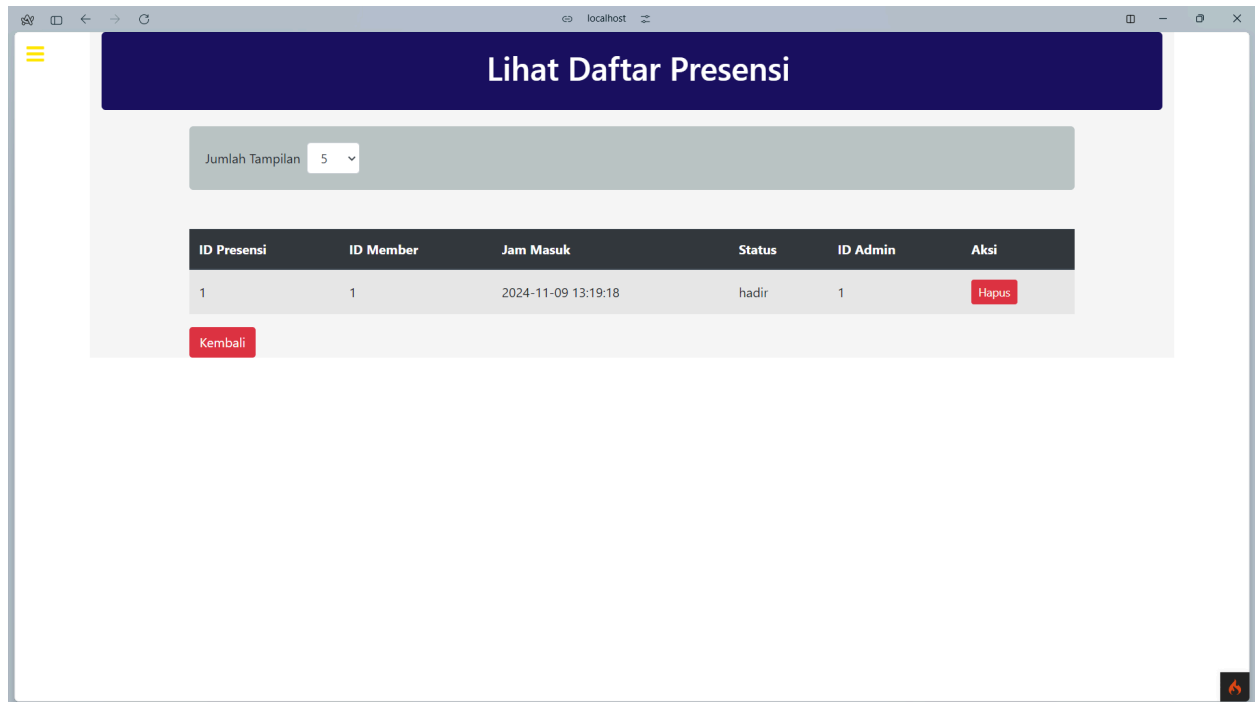 localhost
Lihat Daftar Presensi
Jumlah Tampilan 5
ID Presensi ID Member Jam Masuk Status ID Admin Aksi
1 1 2024-11-09 13:19:18 hadir 1 Hapus
Kembali